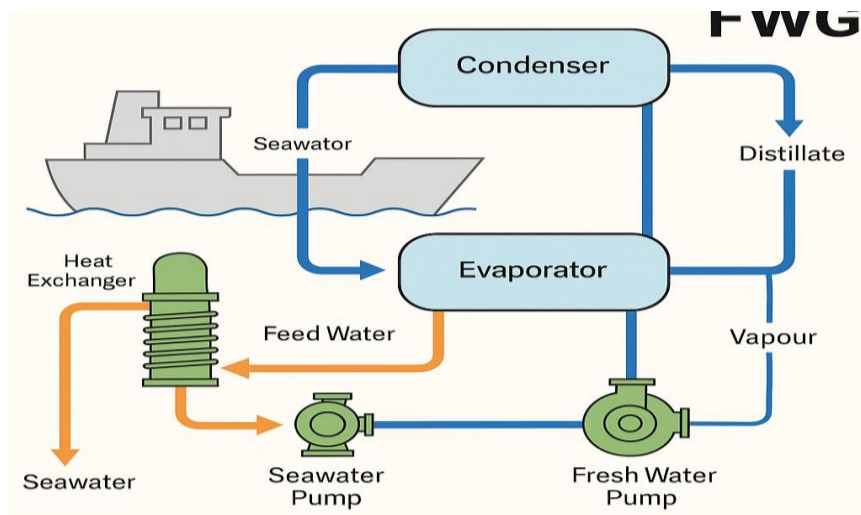 FWG
Condenser
Seawator
Distillate
Heat
Exchanger
Evaporator
Feed Water
Vapour
Seawater
Seawater
Pump
Fresh Water
Pump